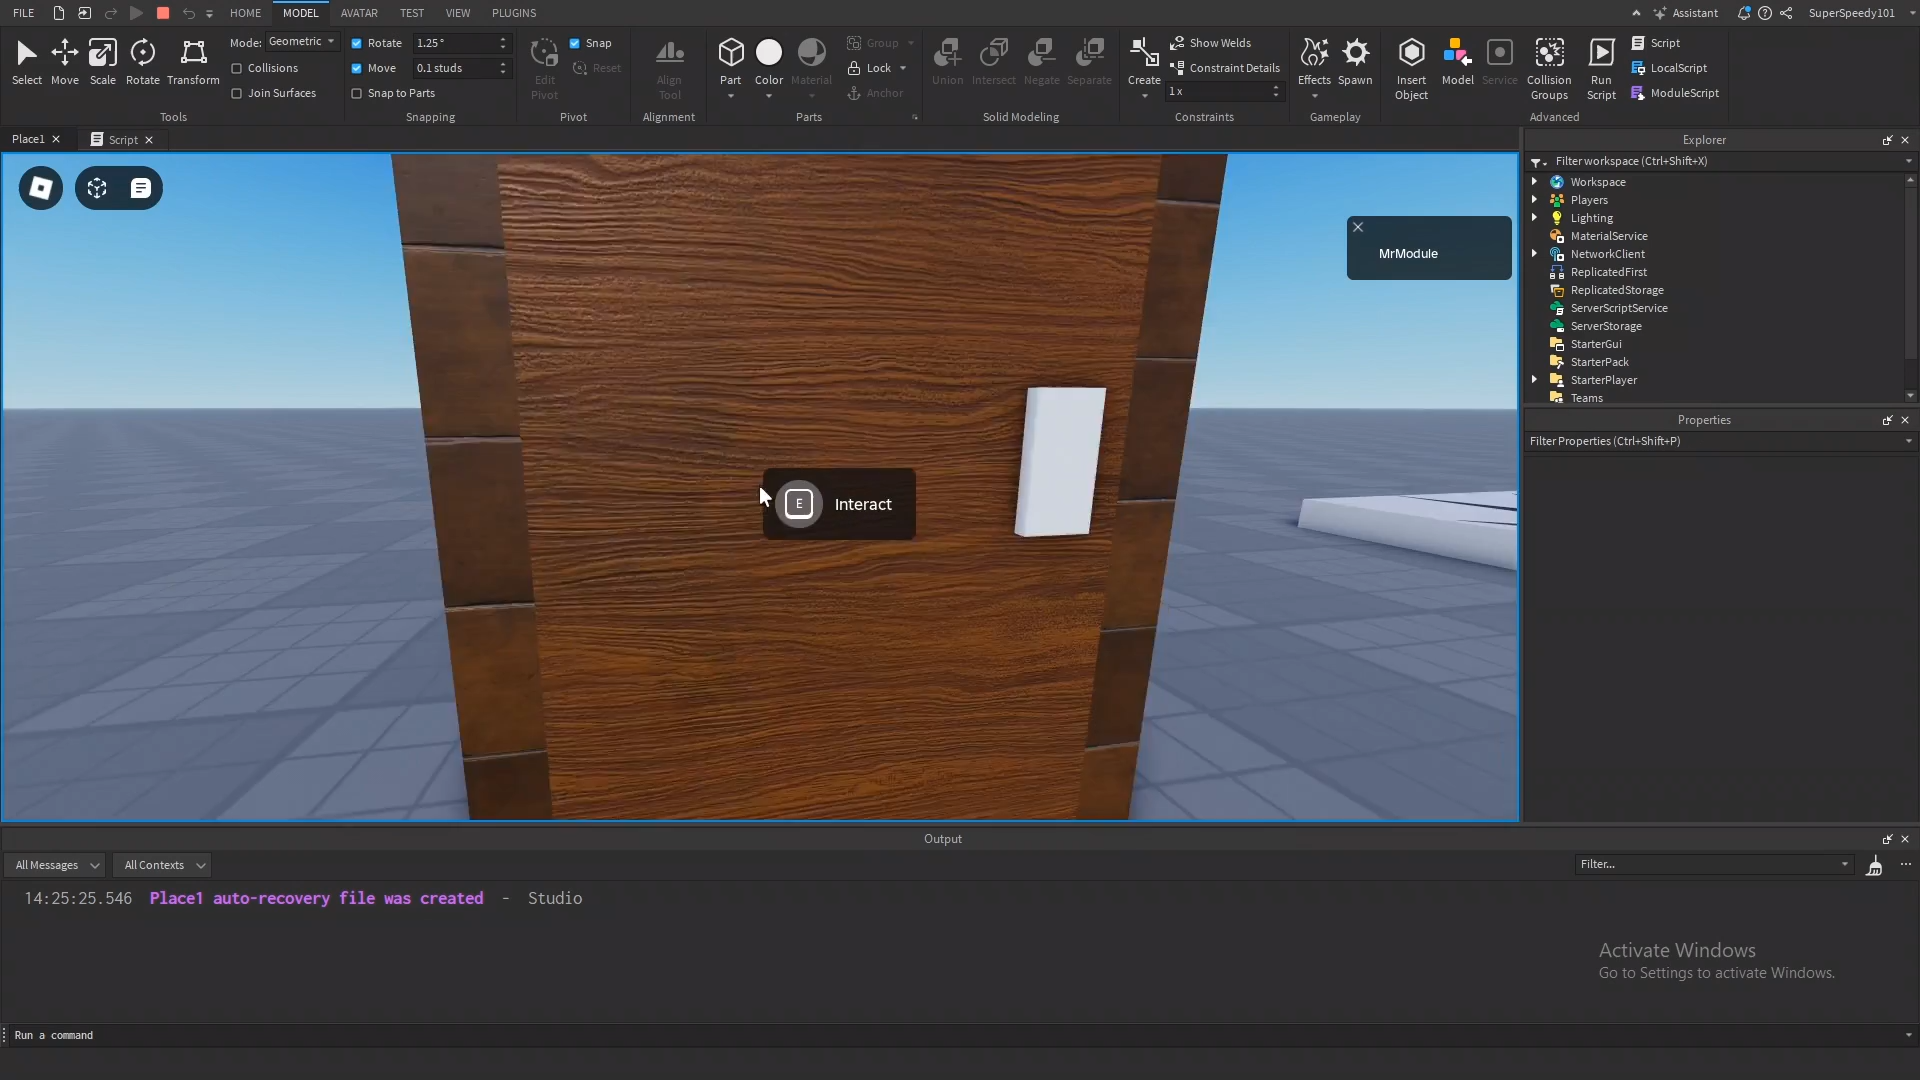 FILE HOME MODEL AVATAR TEST VIEW PLUGINS Assistant SuperSpeedy101
Select Move Scale Rotate Transform
Mode: Geometric
Collisions
Join Surfaces
Tools
Rotate 1.25°
Move 0.1 studs
Snap to Parts
Snapping
Edit Pivot
Snap
Reset
Pivot
Align Tool
Alignment
Part Color Material
Group
Lock
Anchor
Parts
Union Intersect Negate Separate
Solid Modeling
Create
Show Welds
Constraint Details
1 x
Constraints
Effects Spawn
Gameplay
Insert Object
Model Service
Collision Groups
Run Script
Script
LocalScript
ModuleScript
Advanced
Place1 Script
MrModule
E Interact
Explorer
Filter workspace (Ctrl+Shift+X)
Workspace
Players
Lighting
MaterialService
NetworkClient
ReplicatedFirst
ReplicatedStorage
ServerScriptService
ServerStorage
StarterGui
StarterPack
StarterPlayer
Teams
Properties
Filter Properties (Ctrl+Shift+P)
Output
All Messages All Contexts Filter...
14:25:25.546 Place1 auto-recovery file was created - Studio
Activate Windows
Go to Settings to activate Windows.
Run a command